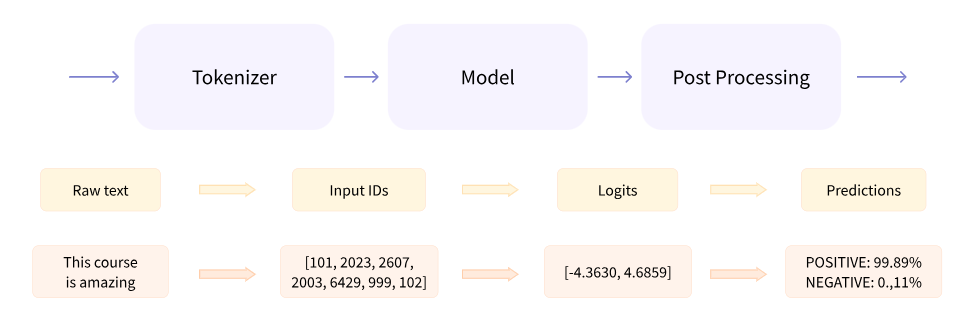 Tokenizer
Model
Post Processing
Raw text
Input IDs
Logits
Predictions
This course
is amazing
[101, 2023, 2607,
2003, 6429, 999, 102]
[-4.3630, 4.6859]
POSITIVE: 99.89%
NEGATIVE: 0.,11%